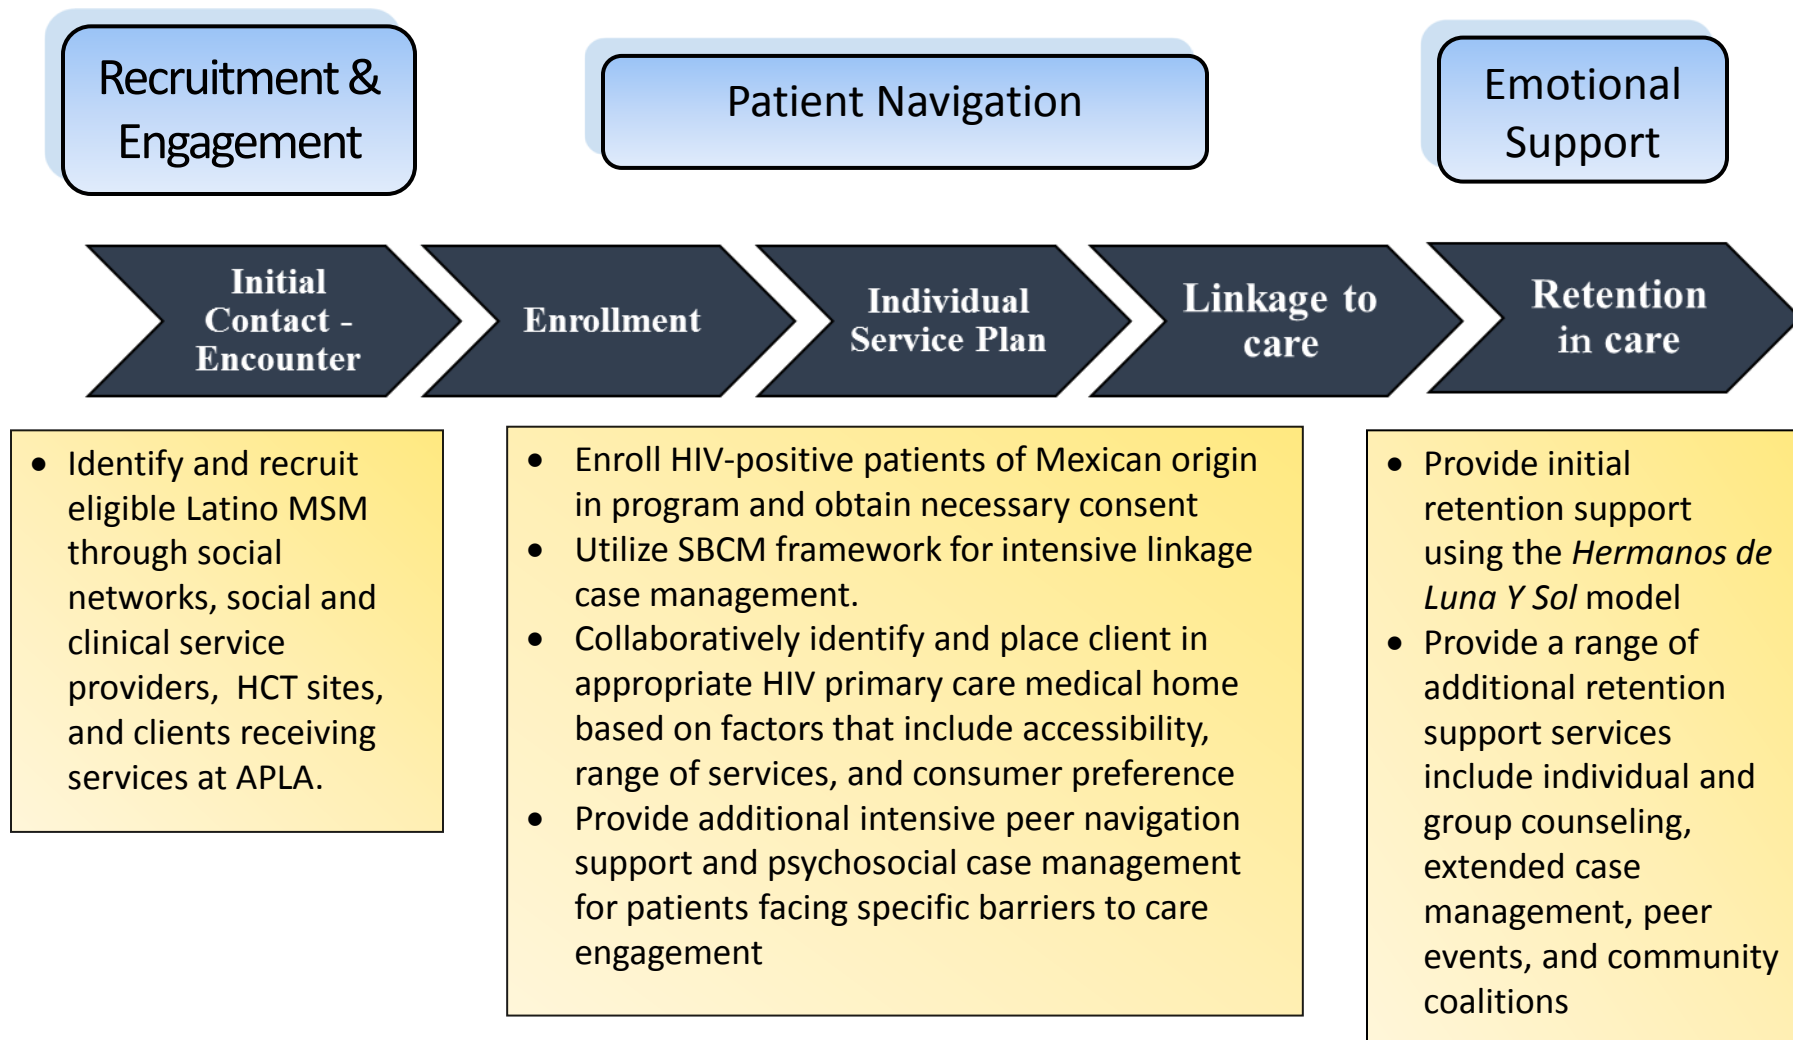 Recruitment &
Engagement
Patient Navigation
Emotional
Support
Initial
Contact -
Encounter
Enrollment
Individual
Service Plan
Linkage to
care
Retention
in care
• Identify and recruit
eligible Latino MSM
through social
networks, social and
clinical service
providers, HCT sites,
and clients receiving
services at APLA.
• Enroll HIV-positive patients of Mexican origin
in program and obtain necessary consent
• Utilize SBCM framework for intensive linkage
case management.
• Collaboratively identify and place client in
appropriate HIV primary care medical home
based on factors that include accessibility,
range of services, and consumer preference
• Provide additional intensive peer navigation
support and psychosocial case management
for patients facing specific barriers to care
engagement
• Provide initial
retention support
using the Hermanos de
Luna Y Sol model
• Provide a range of
additional retention
support services
include individual and
group counseling,
extended case
management, peer
events, and community
coalitions